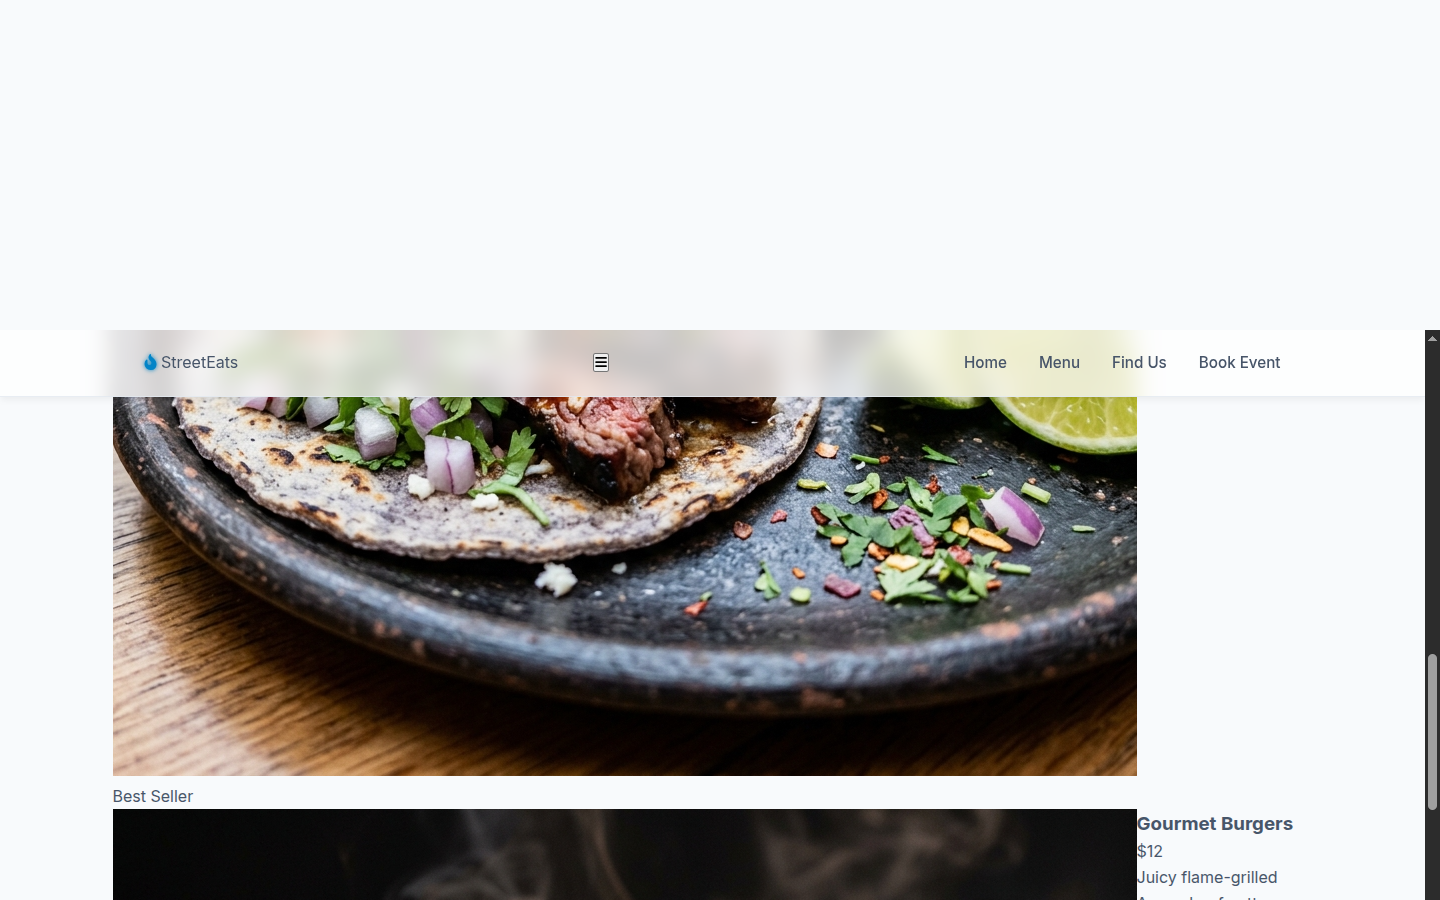 StreetEats
Home
Menu
Find Us
Book Event
Best Seller
Gourmet Burgers
$12
Juicy flame-grilled